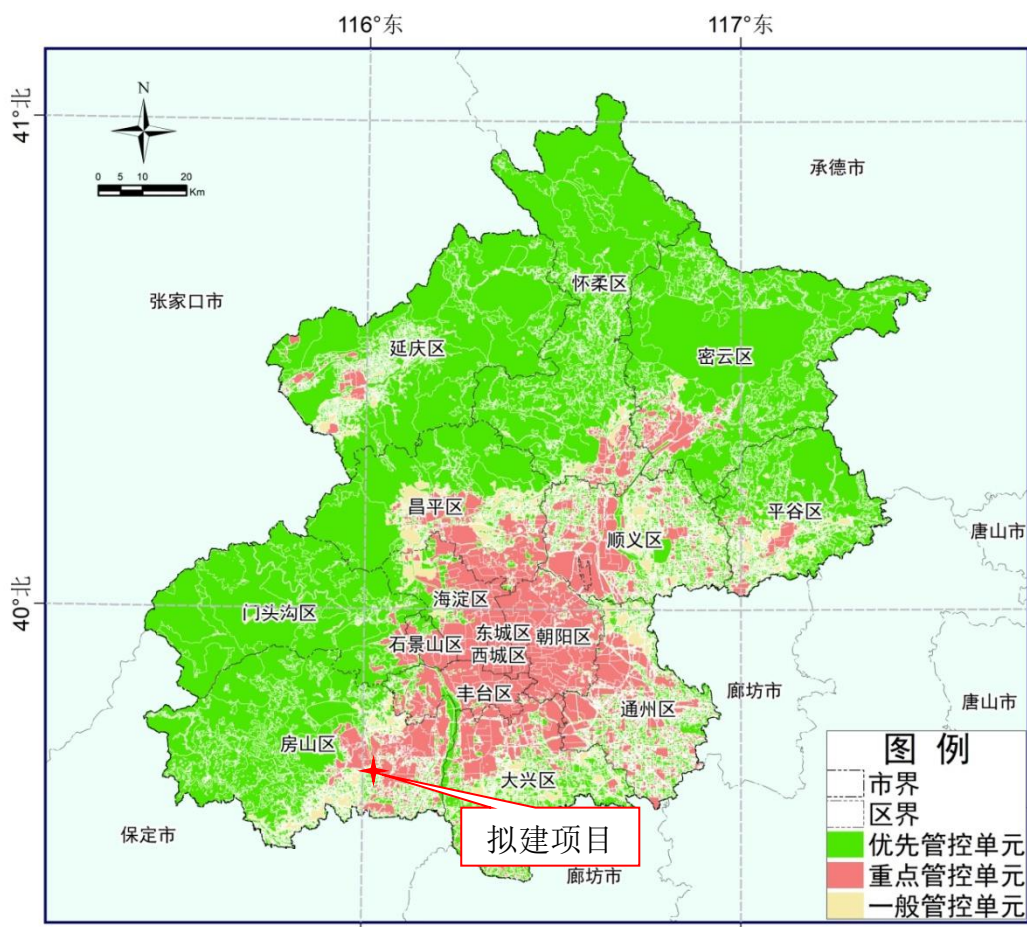 116°东
117°东
41°北
N
0 5 10 20
Km
承德市
怀柔区
张家口市
延庆区
密云区
昌平区
平谷区
顺义区
唐山市
40°北
门头沟区
海淀区
石景山区
东城区
朝阳区
西城区
丰台区
廊坊市
唐山市
通州区
房山区
大兴区
保定市
拟建项目
廊坊市
图 例
市界
区界
优先管控单元
重点管控单元
一般管控单元